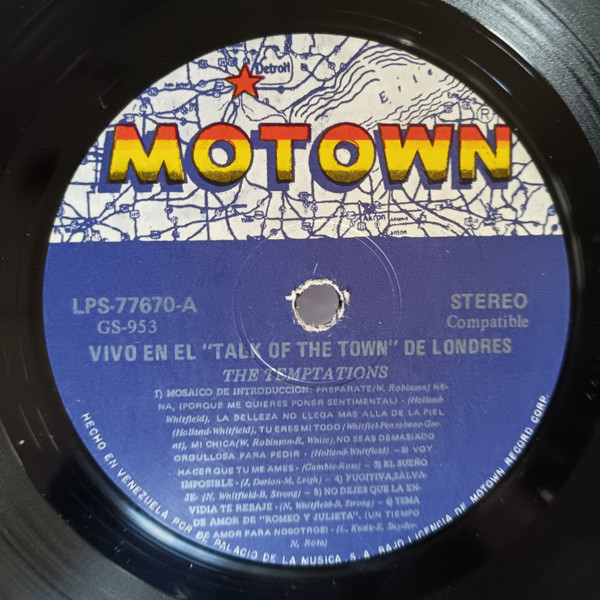 Detroit
Erie
®
MOTOWN
Akron
LPS-77670-A
STEREO
GS-953
Compatible
VIVO EN EL "TALK OF THE TOWN" DE LONDRES
THE TEMPTATIONS
1) MOSAICO DE INTRODUCCION: PREPARATE (W. Robinson) NE-
NA, (PORQUE ME QUIERES PONER SENTIMENTAL) - (Holland-
Whitfield), LA BELLEZA NO LLEGA MAS ALLA DE LA PIEL
(Holland-Whitfield), TU ERES MI TODO (Whitfiel-Penzabene-Gre-
nt), MI CHICA (W, Robinson-R, White), NO SEAS DEMASIADO
ORGULLOSA PARA PEDIR - (Holland-Whitfield) - 2) VOY
HACER QUE TU ME AMES - (Gamble-Ross) - 3) EL SUEÑO
IMPOSIBLE - (J, Darion-M, Leigh) - 4) FUGITIVA, SALVA-
JE - (N, Whitfield-B, Strong) - 5) NO DEJES QUE LA EN-
VIDIA TE REBAJE - (N, Whitfield-B, Strong) - 6) TEMA
DE AMOR DE "ROMEO Y JULIETA". (UN TIEMPO
DE AMOR PARA NOSOTROS) - (L, Kusik-E, Snyder-
N, Rota)
HECHO EN VENEZUELA POR EL PALACIO DE LA MUSICA, S. A. BAJO LICENCIA DE MOTOWN RECORD CORP.